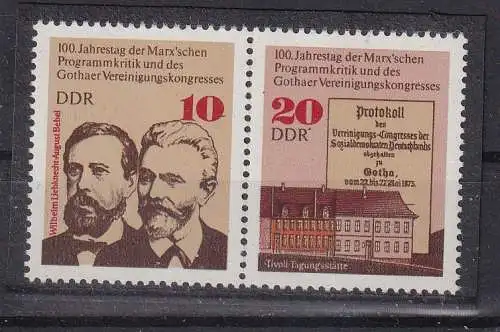 100. Jahrestag der Marx'schen
Programmkritik und des
Gothaer Vereinigungskongresses
DDR
10
Wilhelm Liebknecht·August Bebel
100. Jahrestag der Marx'schen
Programmkritik und des
Gothaer Vereinigungskongresses
20
DDR
Protokoll
des
Vereinigungs-Congresses der
Sozialdemokraten Deutschlands
abgehalten
zu
Gotha,
vom 22. bis 27. Mai 1875.
Tivoli Tagungsstätte